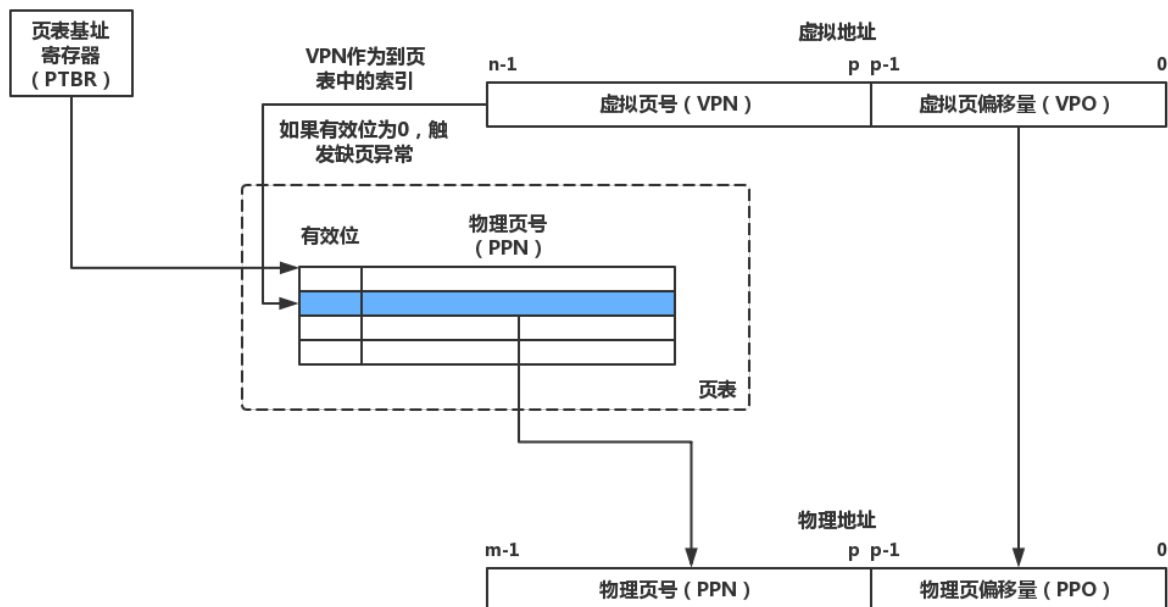 页表基址
寄存器
（PTBR）
VPN作为到页
表中的索引
虚拟地址
n-1
p
p-1
0
虚拟页号（VPN）
虚拟页偏移量（VPO）
如果有效位为0，触
发缺页异常
有效位
物理页号
（PPN）
页表
物理地址
m-1
p
p-1
0
物理页号（PPN）
物理页偏移量（PPO）